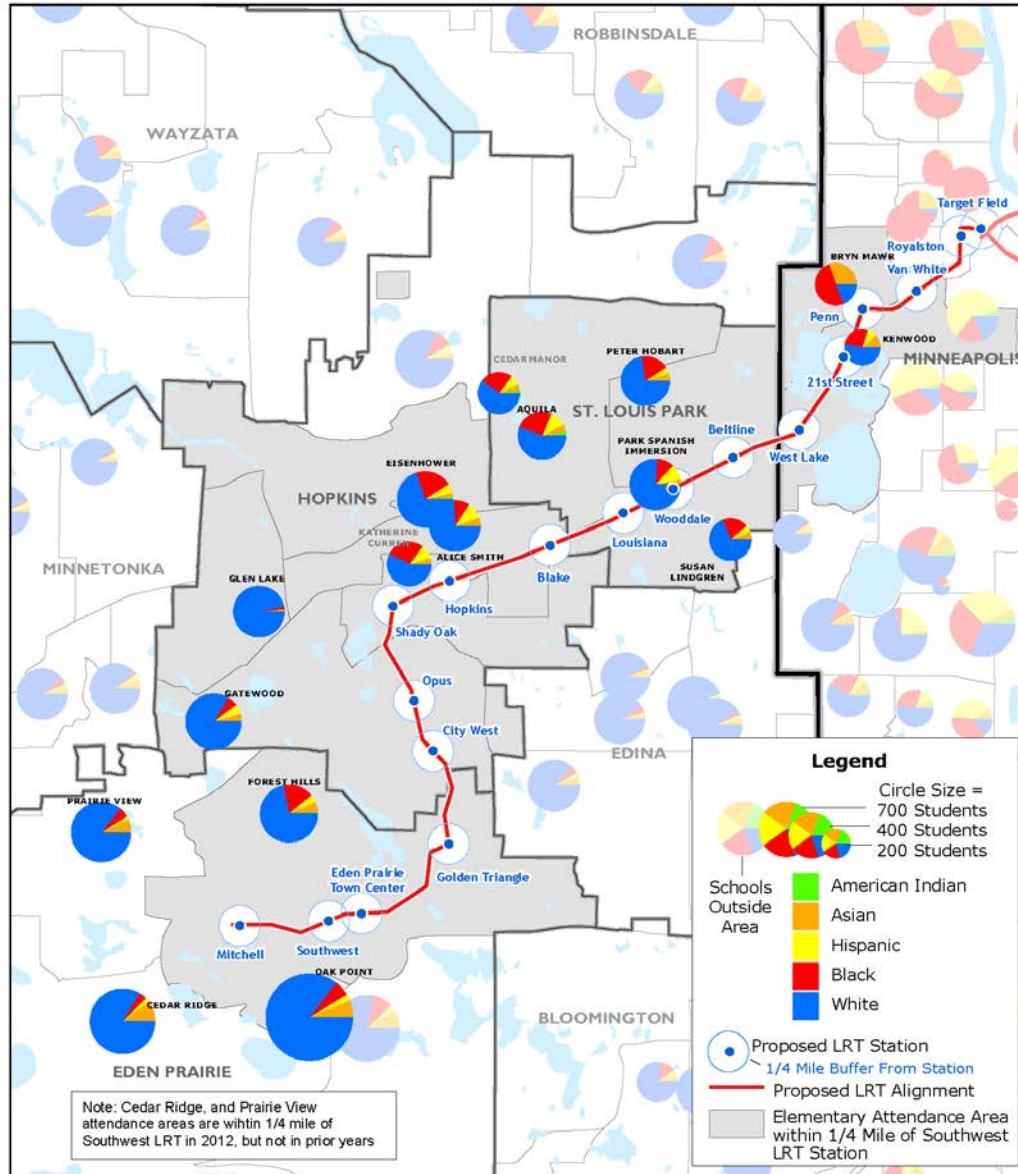 ROBBINSDALE
WAYZATA
Target Field
Royalston
BRYN MAWR
Van White
Penn
KENWOOD
MINNEAPOLIS
21st Street
PETER HOBART
CEDARMANOR
ST. LOUIS PARK
AQUILA
Beltline
PARK SPANISH
IMMERSION
West Lake
EISENHOWER
HOPKINS
Wooddale
KATHERINE
CURREN
ALICE SMITH
Louisiana
SUSAN
LINDGREN
Blake
MINNETONKA
GLEN LAKE
Hopkins
Shady Oak
Opus
GATEWOOD
City West
EDINA
FOREST HILLS
PRAIRIE VIEW
Golden Triangle
Eden Prairie
Town Center
Mitchell
Southwest
OAK POINT
CEDAR RIDGE
BLOOMINGTON
EDEN PRAIRIE
Note: Cedar Ridge, and Prairie View
attendance areas are wihtin 1/4 mile of
Southwest LRT in 2012, but not in prior years
Legend
Circle Size =
700 Students
400 Students
200 Students
Schools
Outside
Area
American Indian
Asian
Hispanic
Black
White
Proposed LRT Station
1/4 Mile Buffer From Station
Proposed LRT Alignment
Elementary Attendance Area
within 1/4 Mile of Southwest
LRT Station